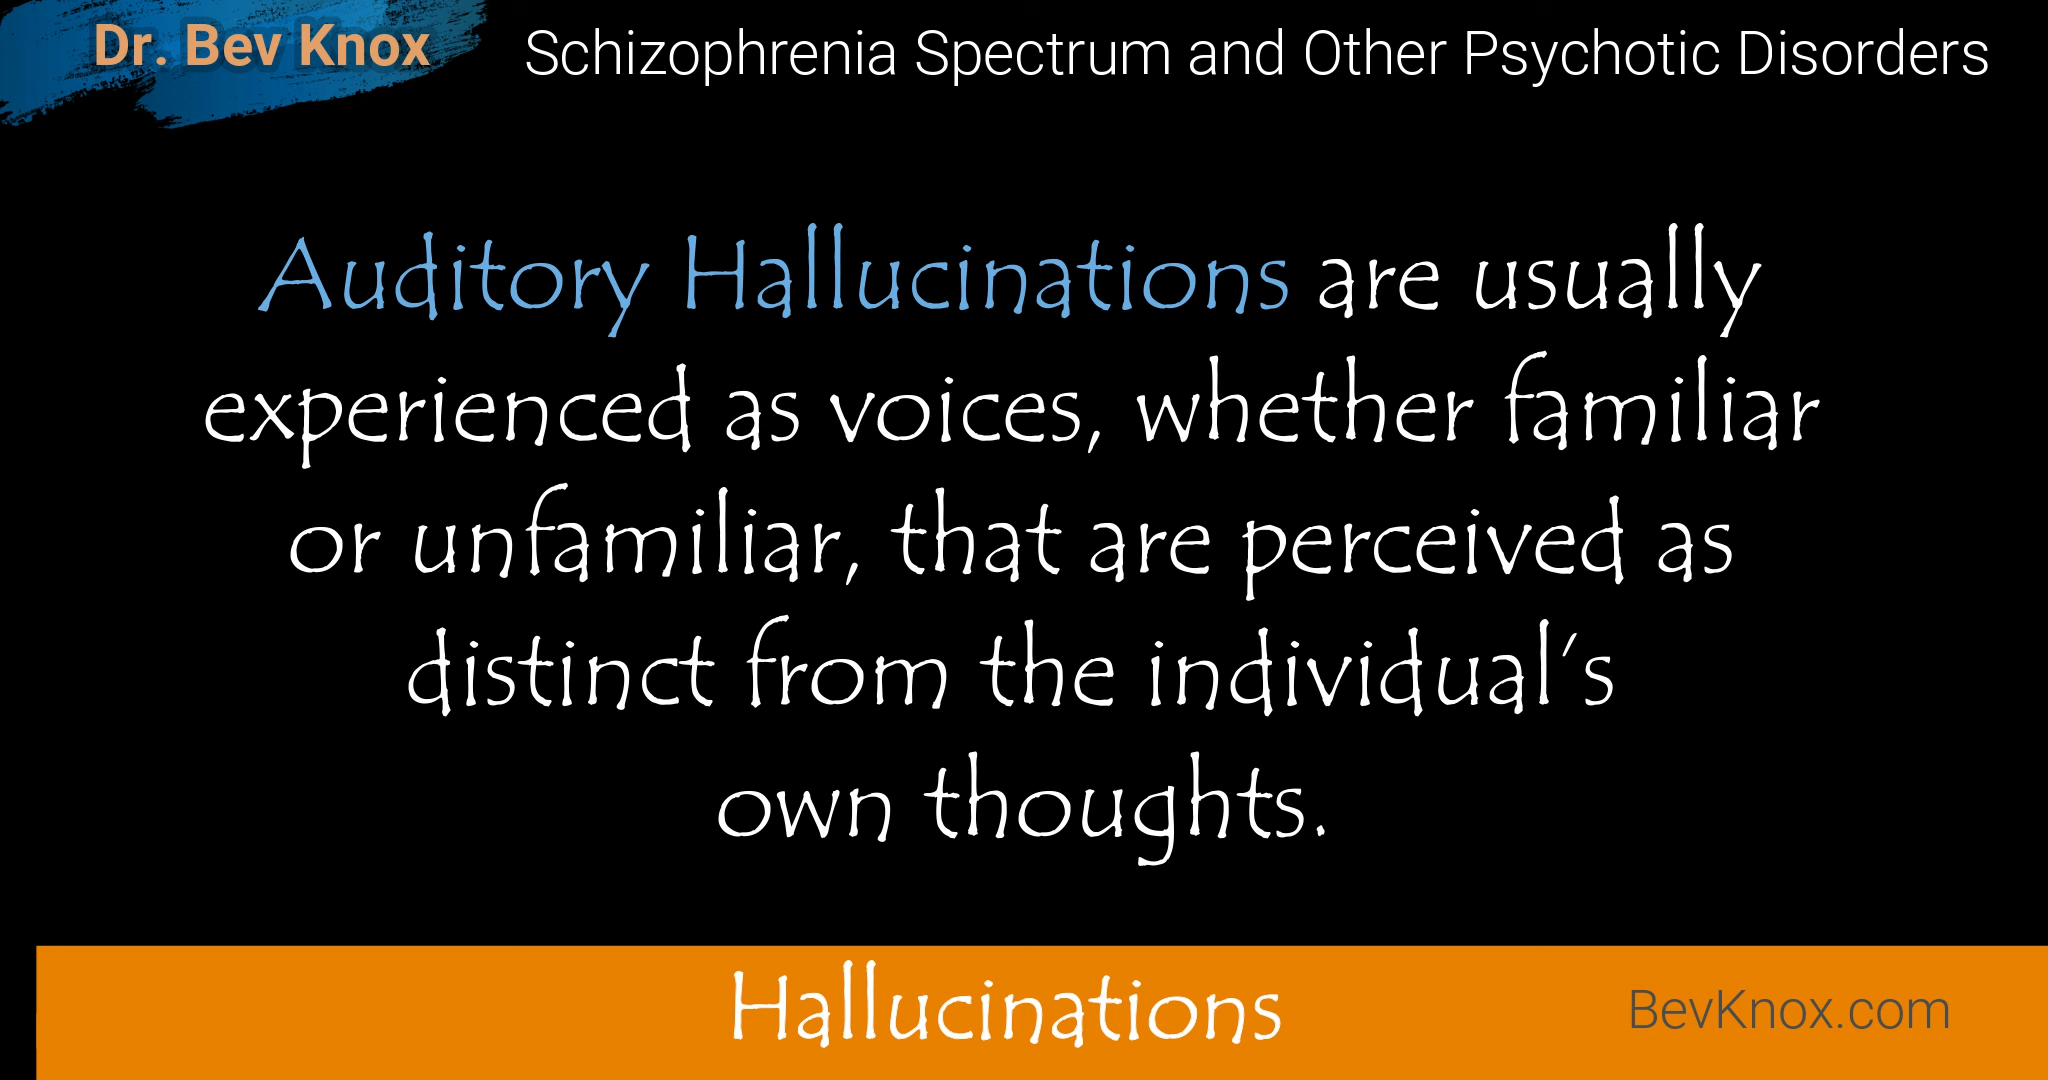 Dr. Bev Knox
Schizophrenia Spectrum and Other Psychotic Disorders
Auditory Hallucinations are usually
experienced as voices, whether familiar
or unfamiliar, that are perceived as
distinct from the individual's
own thoughts.
Hallucinations
BevKnox.com